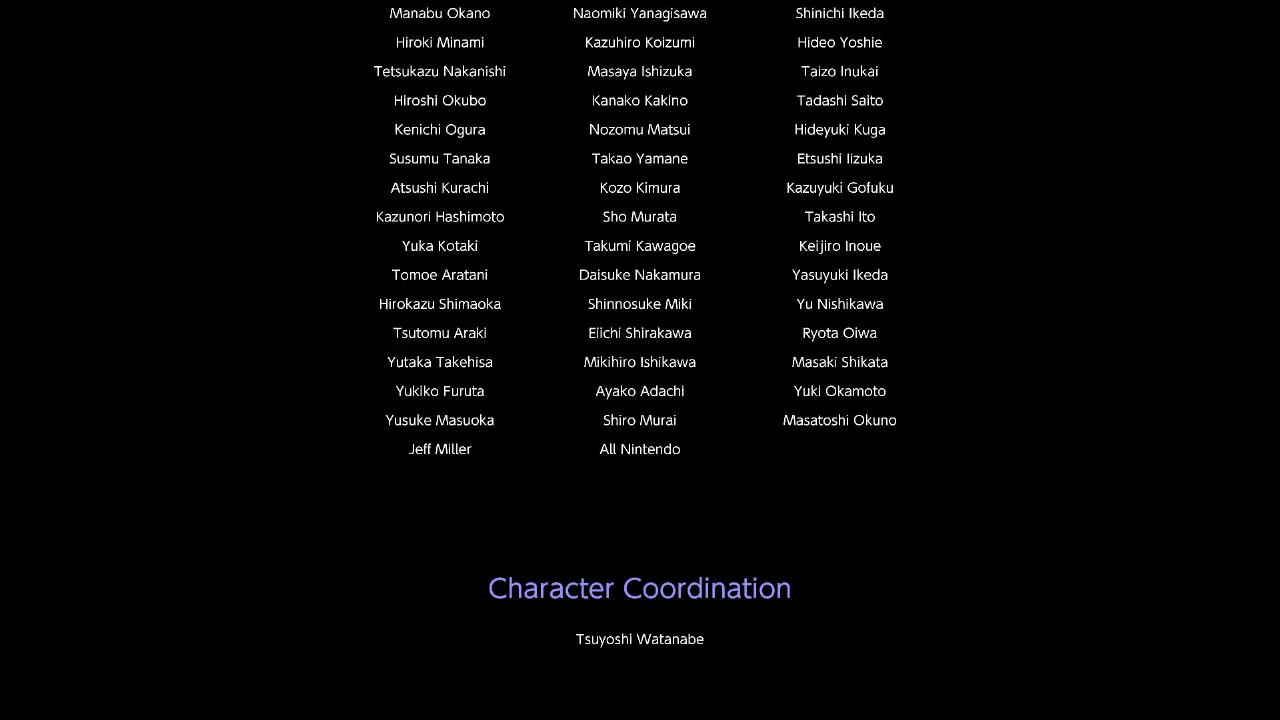 Manabu Okano Naomiki Yanagisawa Shinichi Ikeda
Hiroki Minami Kazuhiro Koizumi Hideo Yoshie
Tetsukazu Nakanishi Masaya Ishizuka Taizo Inukai
Hiroshi Okubo Kanako Kakino Tadashi Saito
Kenichi Ogura Nozomu Matsui Hideyuki Kuga
Susumu Tanaka Takao Yamane Etsushi Iizuka
Atsushi Kurachi Kozo Kimura Kazuyuki Gofuku
Kazunori Hashimoto Sho Murata Takashi Ito
Yuka Kotaki Takumi Kawagoe Keijiro Inoue
Tomoe Aratani Daisuke Nakamura Yasuyuki Ikeda
Hirokazu Shimaoka Shinnosuke Miki Yu Nishikawa
Tsutomu Araki Eiichi Shirakawa Ryota Oiwa
Yutaka Takehisa Mikihiro Ishikawa Masaki Shikata
Yukiko Furuta Ayako Adachi Yuki Okamoto
Yusuke Masuoka Shiro Murai Masatoshi Okuno
Jeff Miller All Nintendo
Character Coordination
Tsuyoshi Watanabe